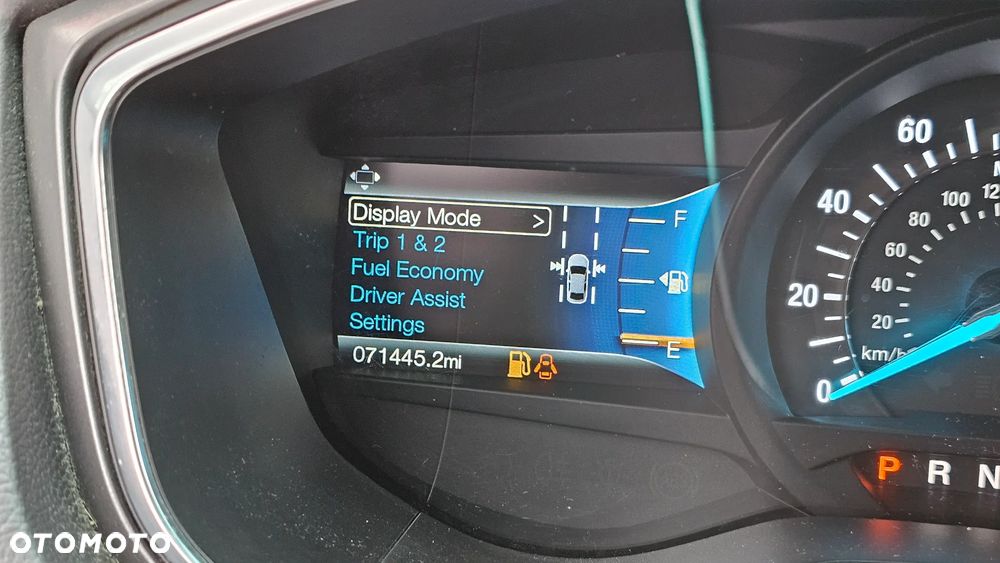 Display Mode >
Trip 1 & 2
Fuel Economy
Driver Assist
Settings
071445.2mi
F
E
60
40
20
0
100
80
60
40
20
km/h
P R N
OTOMOTO